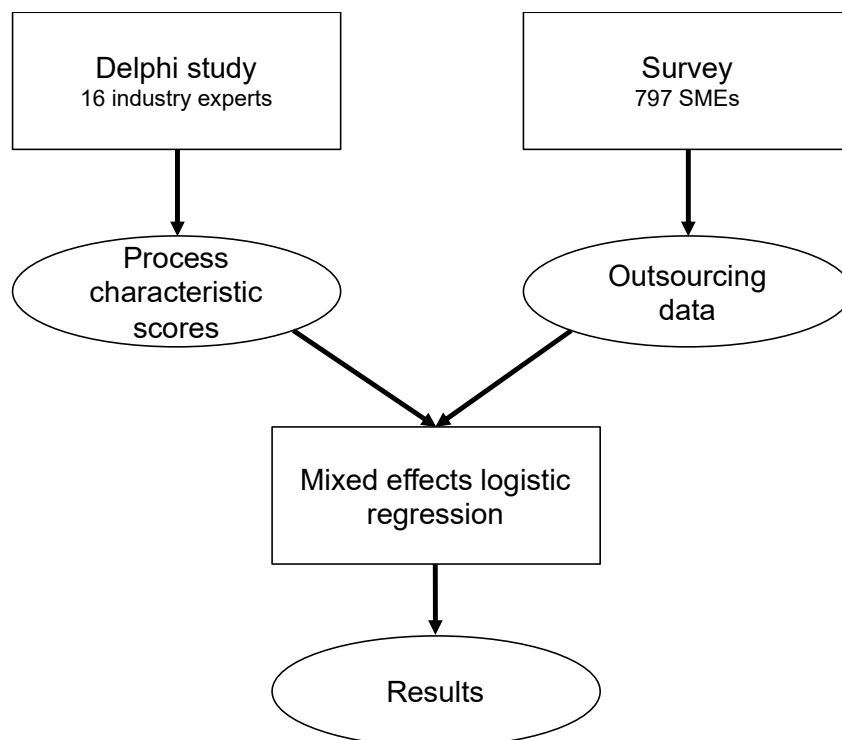 Delphi study
16 industry experts
Survey
797 SMEs
Process
characteristic
scores
Outsourcing
data
Mixed effects logistic
regression
Results